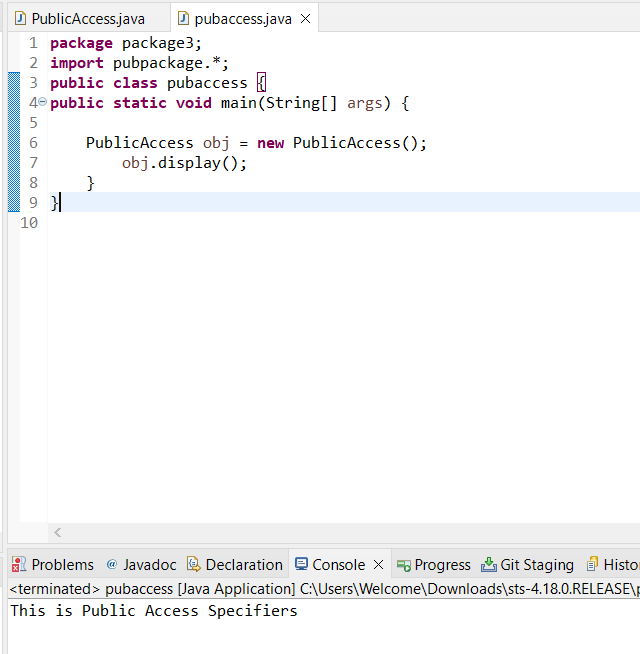 PublicAccess.java pubaccess.java
1 package package3;
2 import pubpackage.*;
3 public class pubaccess {
4 public static void main(String[] args) {
5
6 PublicAccess obj = new PublicAccess();
7 obj.display();
8 }
9 }
10
Problems @ Javadoc Declaration Console Progress Git Staging Histo
<terminated> pubaccess [Java Application] C:\Users\Welcome\Downloads\sts-4.18.0.RELEASE\p
This is Public Access Specifiers